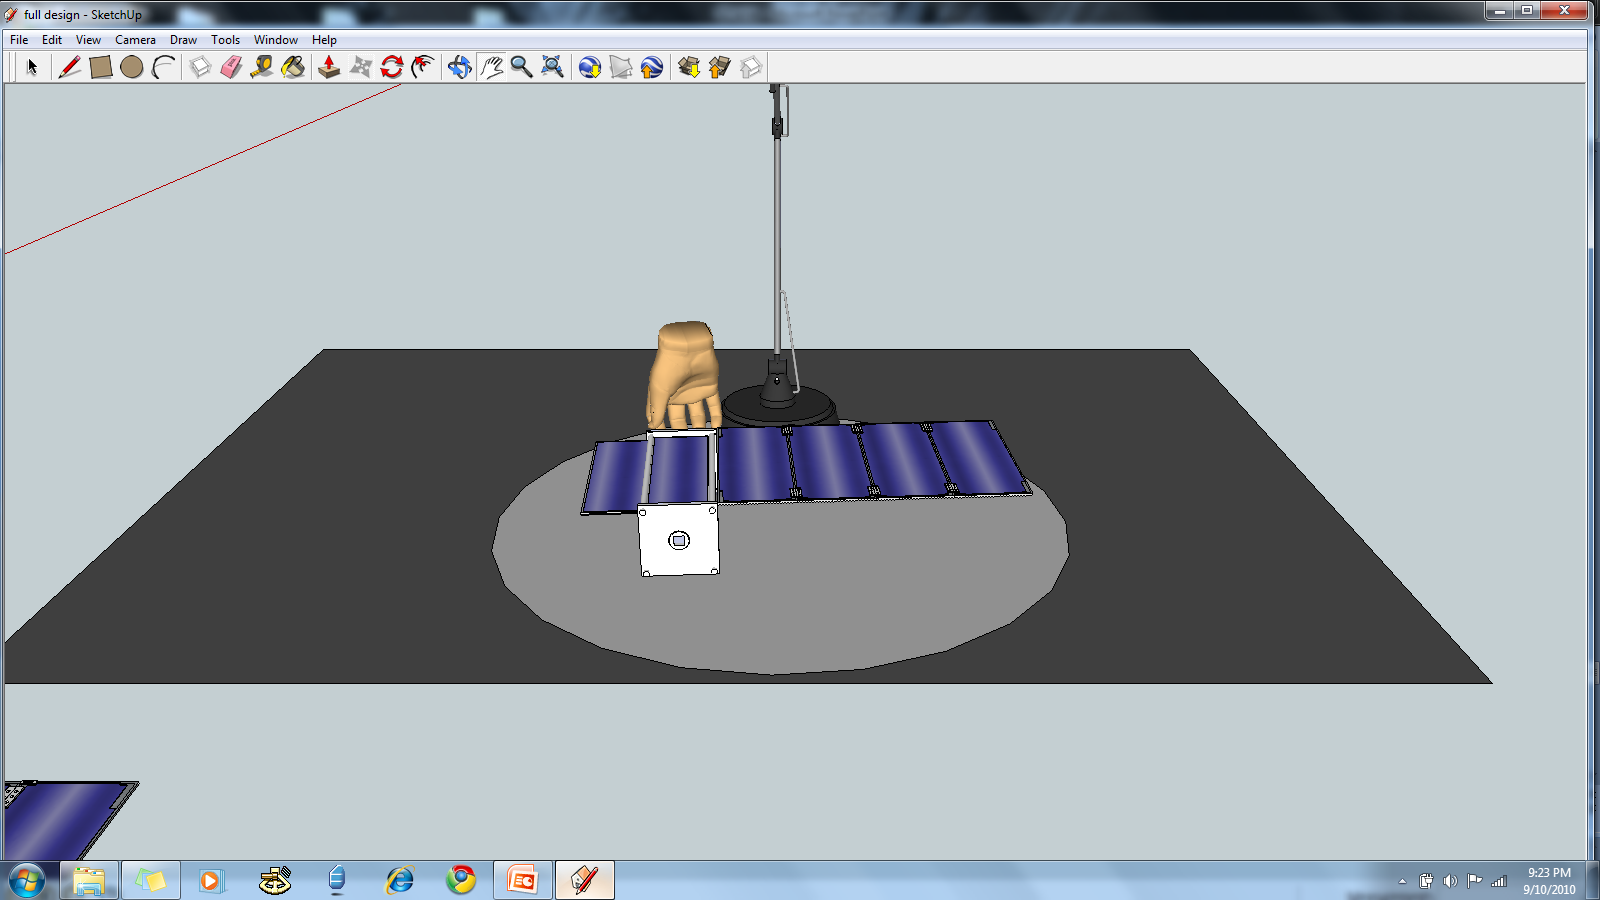 full design - SketchUp
File Edit View Camera Draw Tools Window Help
9:23 PM
9/10/2010